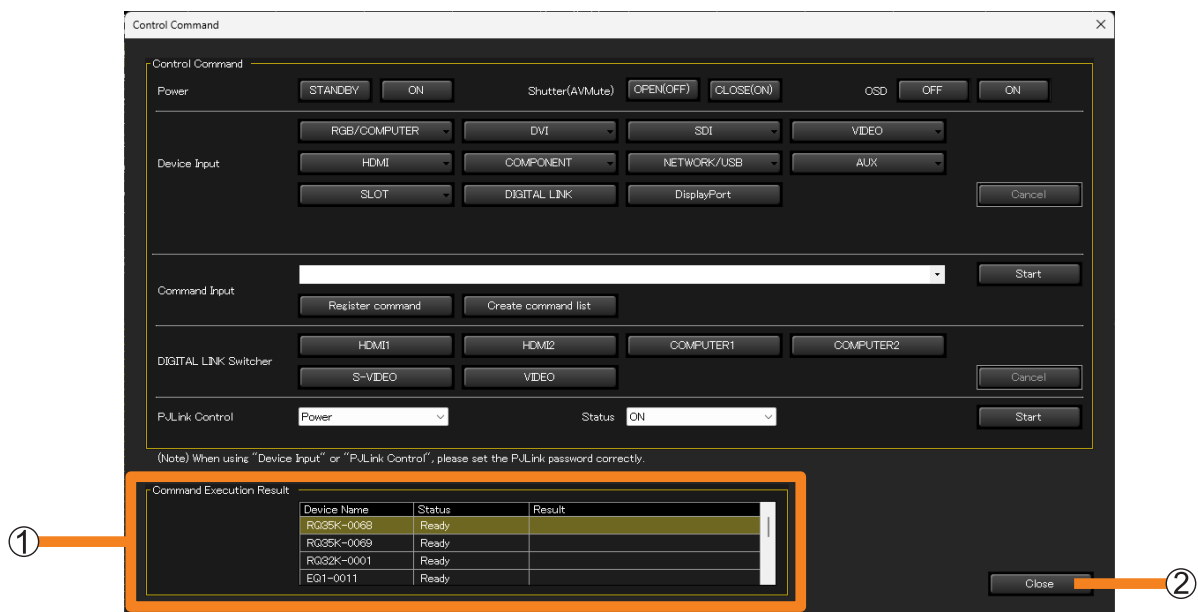 Control Command
Control Command
Power STANDBY ON Shutter(AVMute) OPEN(OFF) CLOSE(ON) OSD OFF ON
RGB/COMPUTER DVI SDI VIDEO
Device Input HDMI COMPONENT NETWORK/USB AUX
SLOT DIGITAL LINK DisplayPort Cancel
Start
Command Input
Register command Create command list
HDMI1 HDMI2 COMPUTER1 COMPUTER2
DIGITAL LINK Switcher
S-VIDEO VIDEO Cancel
PJLink Control Power Status ON Start
(Note) When using "Device Input" or "PJLink Control", please set the PJLink password correctly.
Command Execution Result
Device Name Status Result
RQ35K-0068 Ready
RQ35K-0069 Ready
RQ32K-0001 Ready
EQ1-0011 Ready
①
Close ②